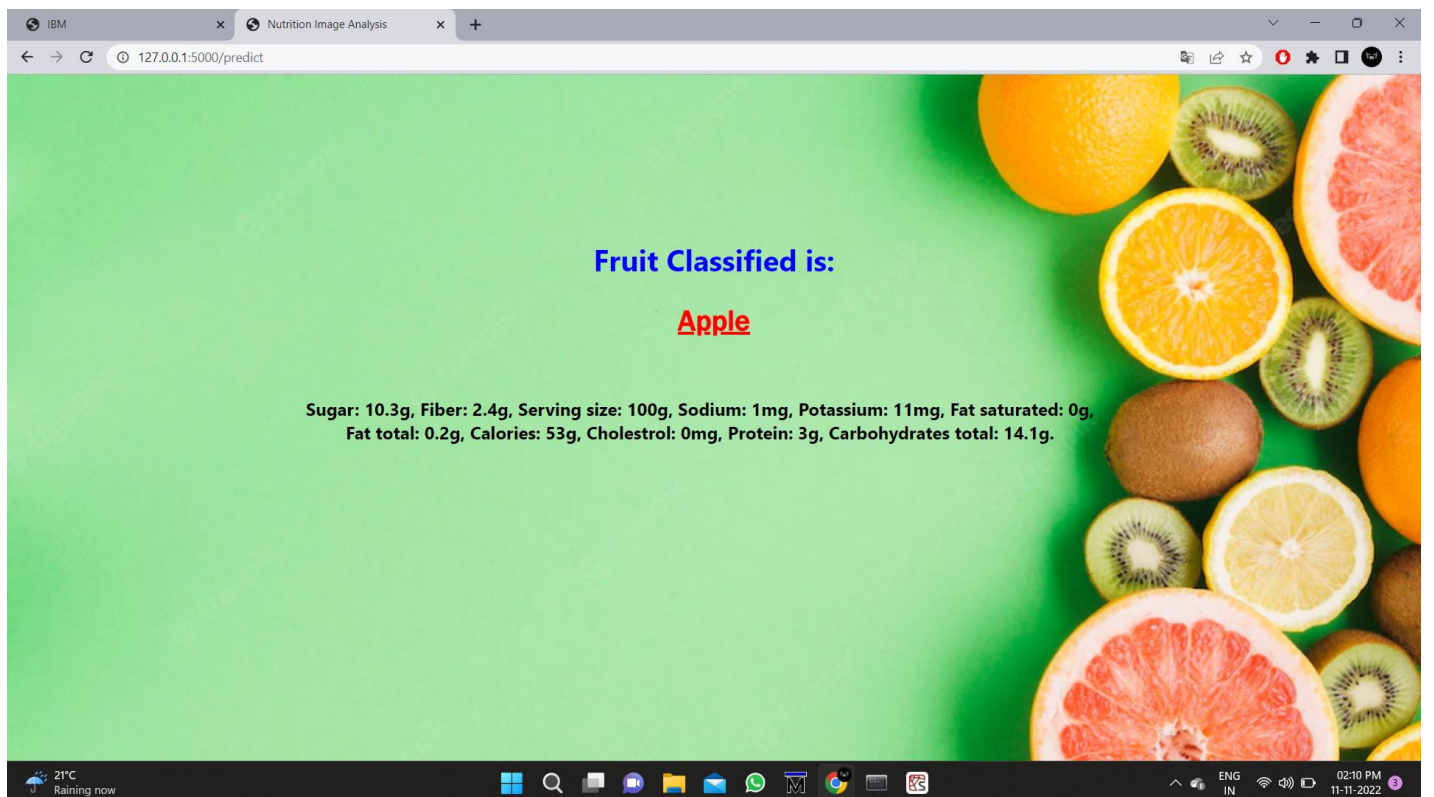 IBM
Nutrition Image Analysis
127.0.0.1:5000/predict
Fruit Classified is:
Apple
Sugar: 10.3g, Fiber: 2.4g, Serving size: 100g, Sodium: 1mg, Potassium: 11mg, Fat saturated: 0g,
Fat total: 0.2g, Calories: 53g, Cholestrol: 0mg, Protein: 3g, Carbohydrates total: 14.1g.
21°C
Raining now
ENG
IN
02:10 PM
11-11-2022
3